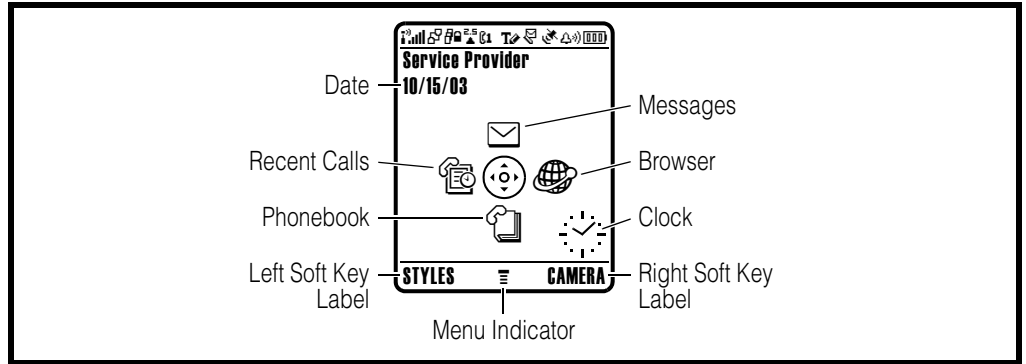 Service Provider
Date
10/15/03
Messages
Recent Calls
Browser
Phonebook
Clock
Left Soft Key
Label
STYLES
CAMERA
Right Soft Key
Label
Menu Indicator